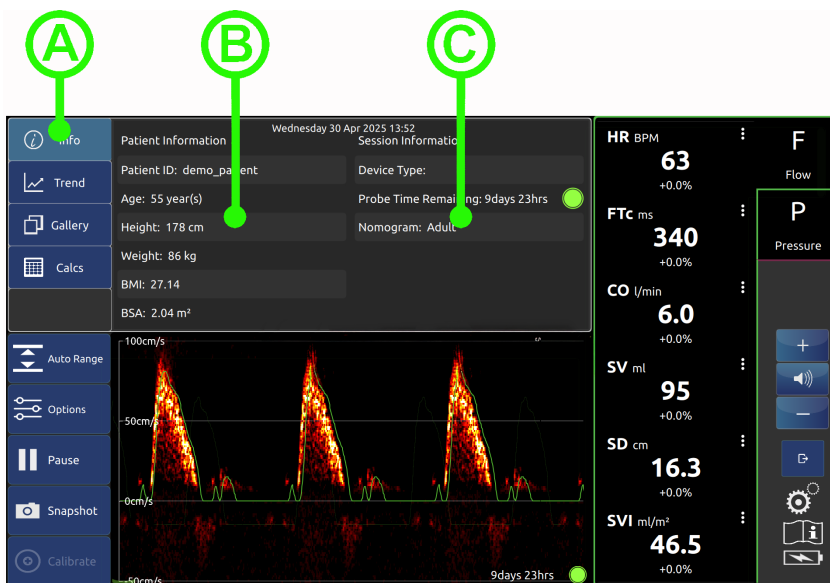 A
B
C
Wednesday 30 Apr 2025 13:52
Info
Trend
Gallery
Calcs
Patient Information
Patient ID: demo_patient
Age: 55 year(s)
Height: 178 cm
Weight: 86 kg
BMI: 27.14
BSA: 2.04 m²
Session Information
Device Type:
Probe Time Remaining: 9days 23hrs
Nomogram: Adult
Auto Range
Options
Pause
Snapshot
Calibrate
100cm/s
50cm/s
0cm/s
-50cm/s
9days 23hrs
HR BPM
63
+0.0%
FTc ms
340
+0.0%
CO l/min
6.0
+0.0%
SV ml
95
+0.0%
SD cm
16.3
+0.0%
SVI ml/m²
46.5
+0.0%
F
Flow
P
Pressure